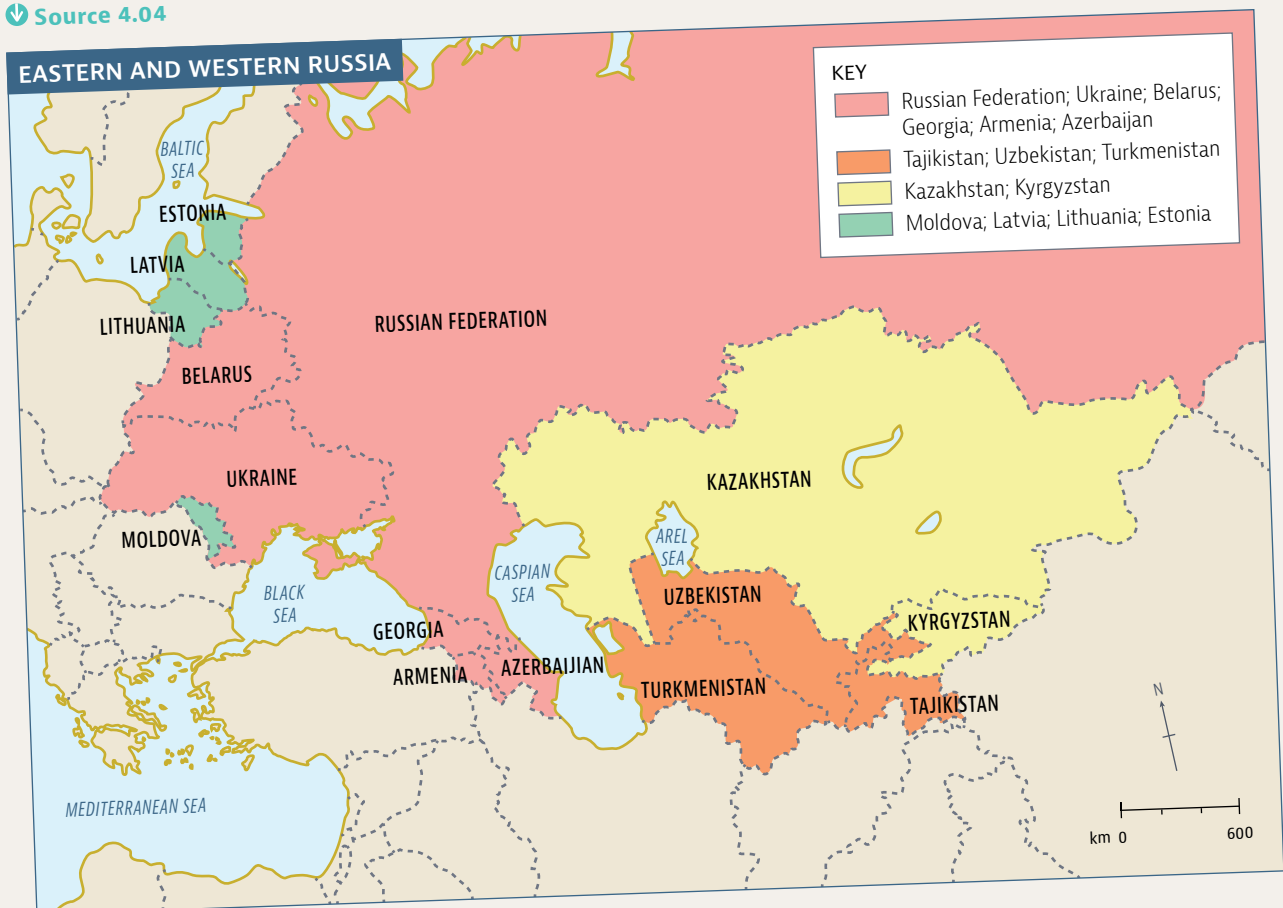 Source 4.04
EASTERN AND WESTERN RUSSIA
KEY
Russian Federation; Ukraine; Belarus;
Georgia; Armenia; Azerbaijan
Tajikistan; Uzbekistan; Turkmenistan
Kazakhstan; Kyrgyzstan
Moldova; Latvia; Lithuania; Estonia
BALTIC
SEA
ESTONIA
LATVIA
LITHUANIA
RUSSIAN FEDERATION
BELARUS
UKRAINE
KAZAKHSTAN
MOLDOVA
AREL
SEA
CASPIAN
SEA
BLACK
SEA
UZBEKISTAN
KYRGYZSTAN
GEORGIA
ARMENIA
AZERBAIJIAN
TURKMENISTAN
TAJIKISTAN
N
MEDITERRANEAN SEA
km 0 600